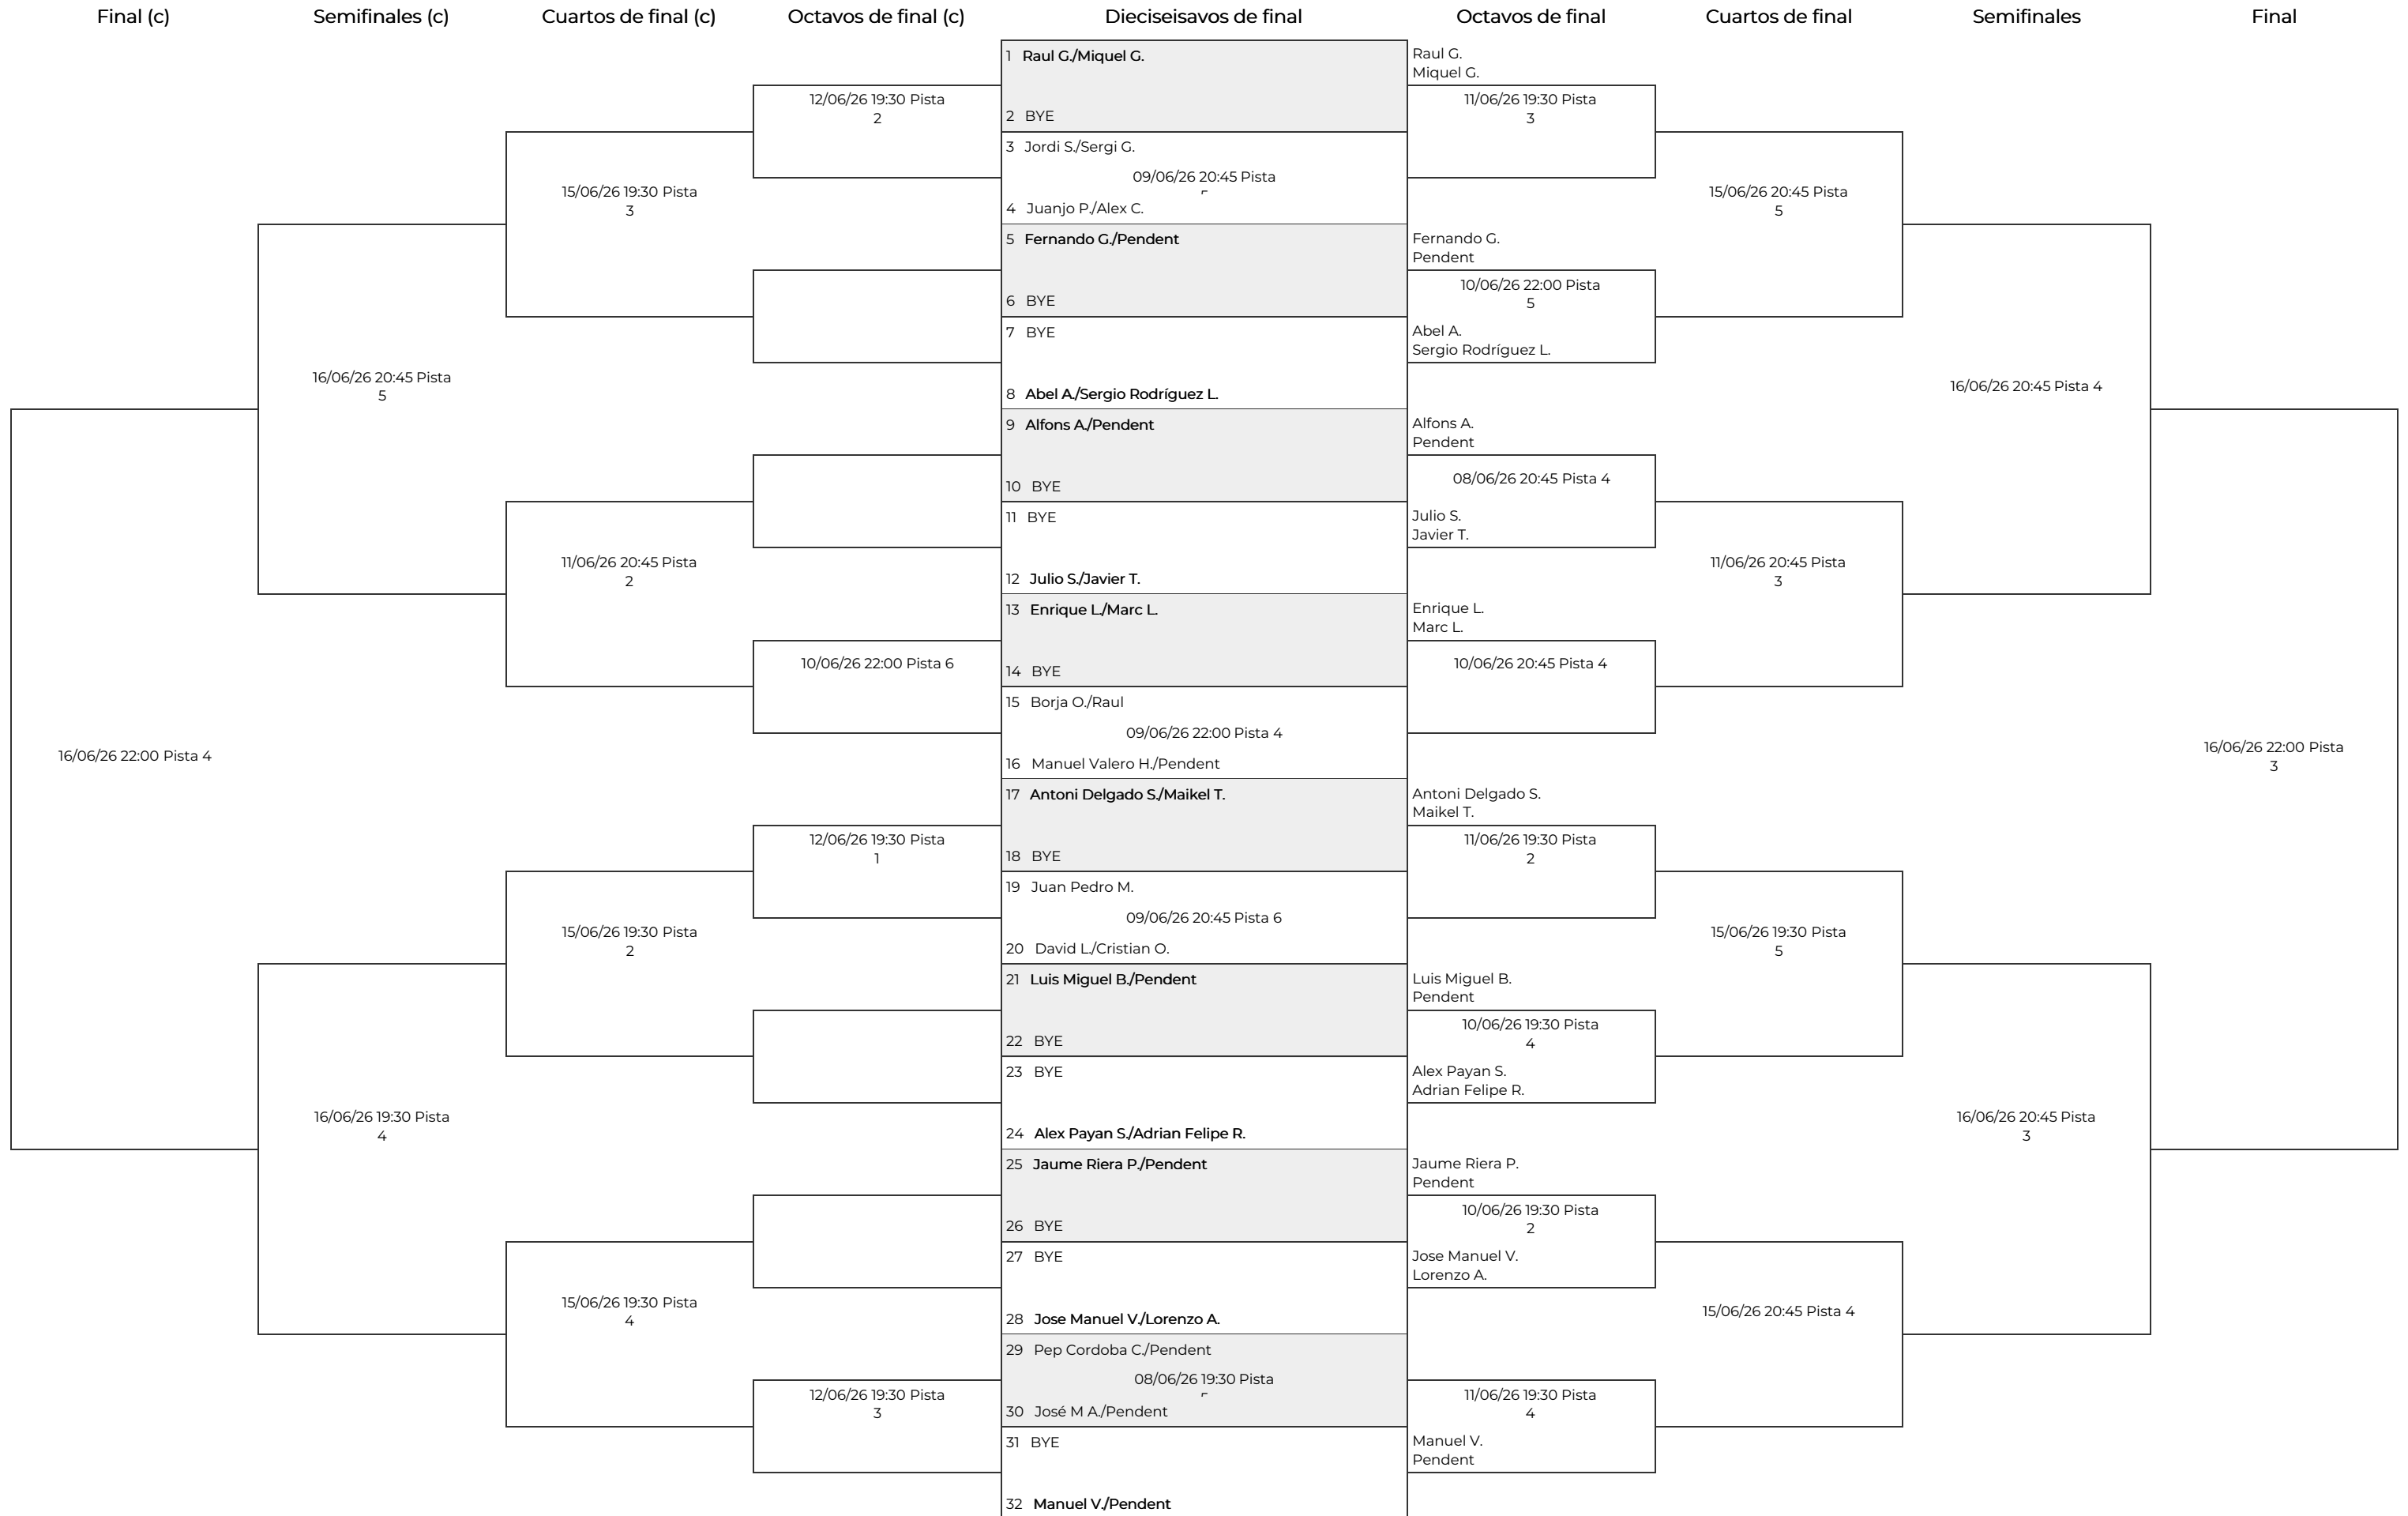 Final (c)
Semifinales (c)
Cuartos de final (c)
Octavos de final (c)
Dieciseisavos de final
Octavos de final
Cuartos de final
Semifinales
Final
16/06/26 22:00 Pista 4
16/06/26 20:45 Pista
5
16/06/26 19:30 Pista
4
15/06/26 19:30 Pista
3
11/06/26 20:45 Pista
2
15/06/26 19:30 Pista
2
15/06/26 19:30 Pista
4
12/06/26 19:30 Pista
2
10/06/26 22:00 Pista 6
12/06/26 19:30 Pista
1
12/06/26 19:30 Pista
3
1 Raul G./Miquel G.
2 BYE
3 Jordi S./Sergi G.
09/06/26 20:45 Pista
4 Juanjo P./Alex C.
5 Fernando G./Pendent
6 BYE
7 BYE
8 Abel A./Sergio Rodríguez L.
9 Alfons A./Pendent
10 BYE
11 BYE
12 Julio S./Javier T.
13 Enrique L./Marc L.
14 BYE
15 Borja O./Raul
09/06/26 22:00 Pista 4
16 Manuel Valero H./Pendent
17 Antoni Delgado S./Maikel T.
18 BYE
19 Juan Pedro M.
09/06/26 20:45 Pista 6
20 David L./Cristian O.
21 Luis Miguel B./Pendent
22 BYE
23 BYE
24 Alex Payan S./Adrian Felipe R.
25 Jaume Riera P./Pendent
26 BYE
27 BYE
28 Jose Manuel V./Lorenzo A.
29 Pep Cordoba C./Pendent
08/06/26 19:30 Pista
30 José M A./Pendent
31 BYE
32 Manuel V./Pendent
Raul G.
Miquel G.
11/06/26 19:30 Pista
3
Fernando G.
Pendent
10/06/26 22:00 Pista
5
Abel A.
Sergio Rodríguez L.
Alfons A.
Pendent
08/06/26 20:45 Pista 4
Julio S.
Javier T.
Enrique L.
Marc L.
10/06/26 20:45 Pista 4
Antoni Delgado S.
Maikel T.
11/06/26 19:30 Pista
2
Luis Miguel B.
Pendent
10/06/26 19:30 Pista
4
Alex Payan S.
Adrian Felipe R.
Jaume Riera P.
Pendent
10/06/26 19:30 Pista
2
Jose Manuel V.
Lorenzo A.
11/06/26 19:30 Pista
4
Manuel V.
Pendent
15/06/26 20:45 Pista
5
11/06/26 20:45 Pista
3
15/06/26 19:30 Pista
5
15/06/26 20:45 Pista 4
16/06/26 20:45 Pista 4
16/06/26 20:45 Pista
3
16/06/26 22:00 Pista
3